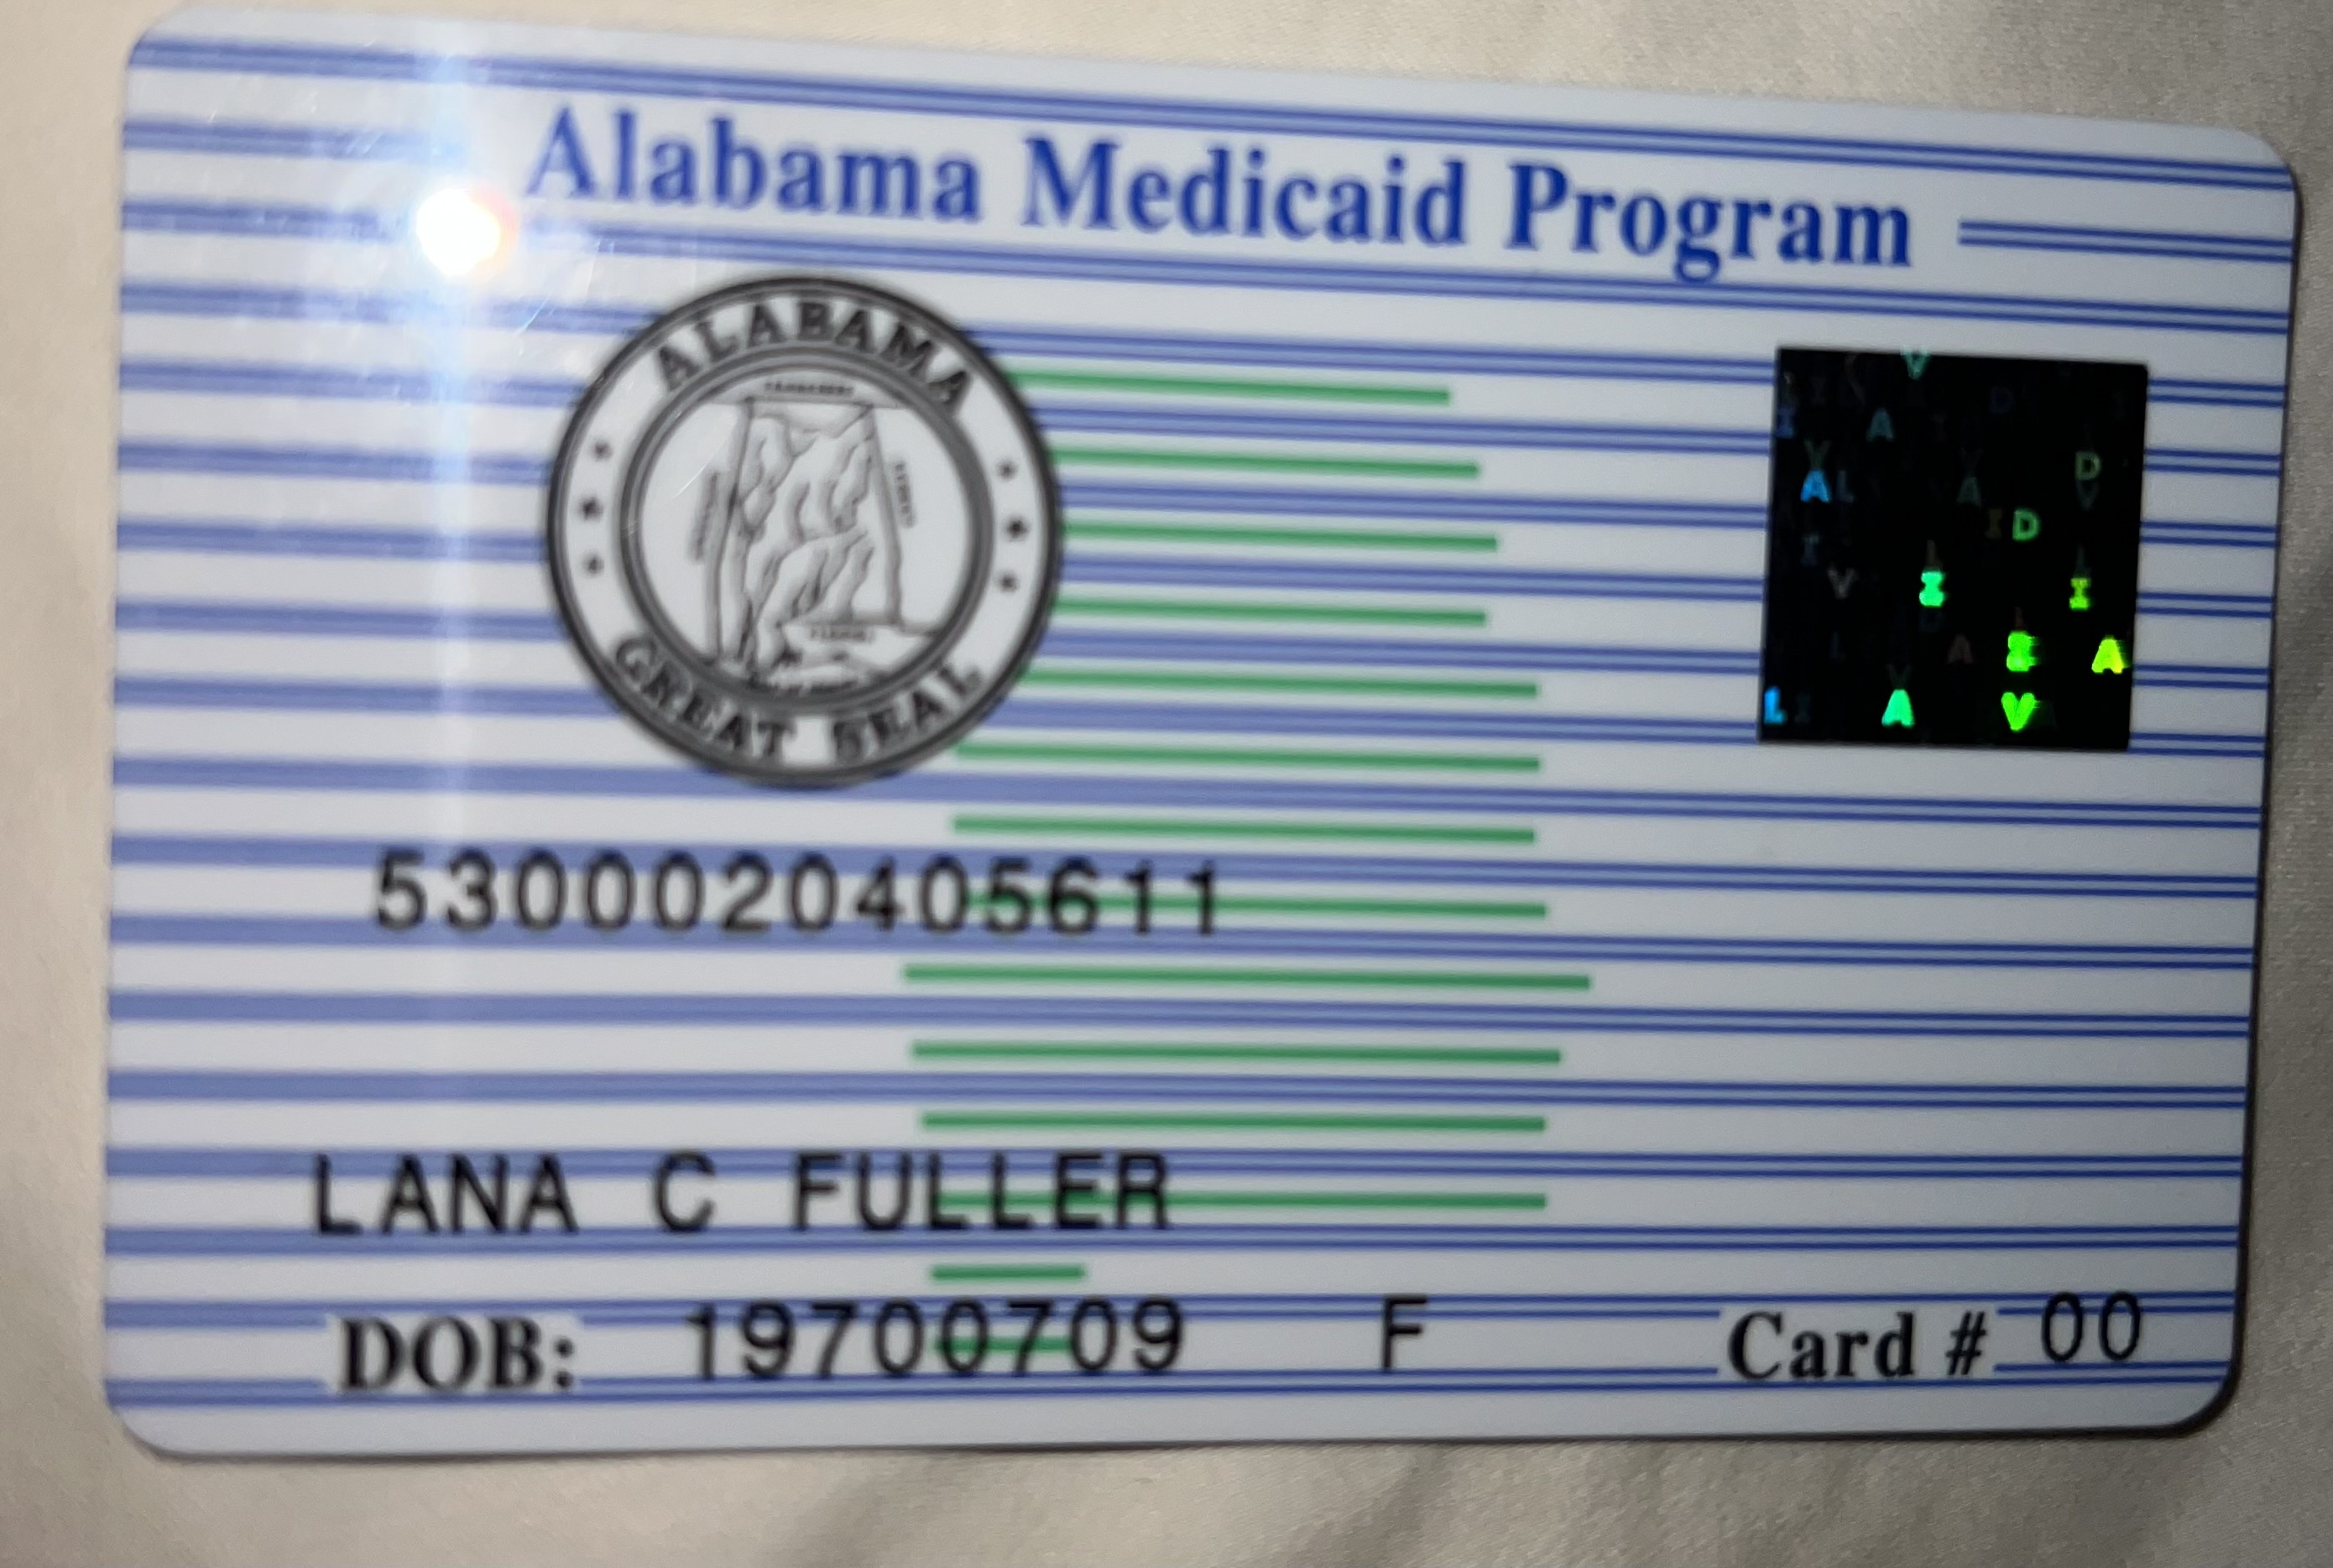 Alabama Medicaid Program
ALABAMA
GREAT SEAL
5300020405611
LANA C FULLER
DOB: 19700709 F Card # 00